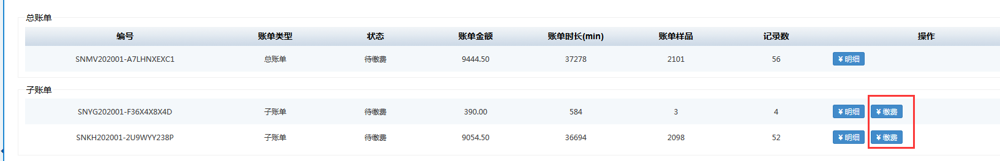 总账单
编号 账单类型 状态 账单金额 账单时长(min) 账单样品 记录数 操作
SNMV202001-A7LHNXEXC1 总账单 待缴费 9444.50 37278 2101 56 ¥ 明细
子账单
SNYG202001-F36X4X8X4D 子账单 待缴费 390.00 584 3 4 ¥ 明细 ¥ 缴费
SNKH202001-2U9WYY238P 子账单 待缴费 9054.50 36694 2098 52 ¥ 明细 ¥ 缴费